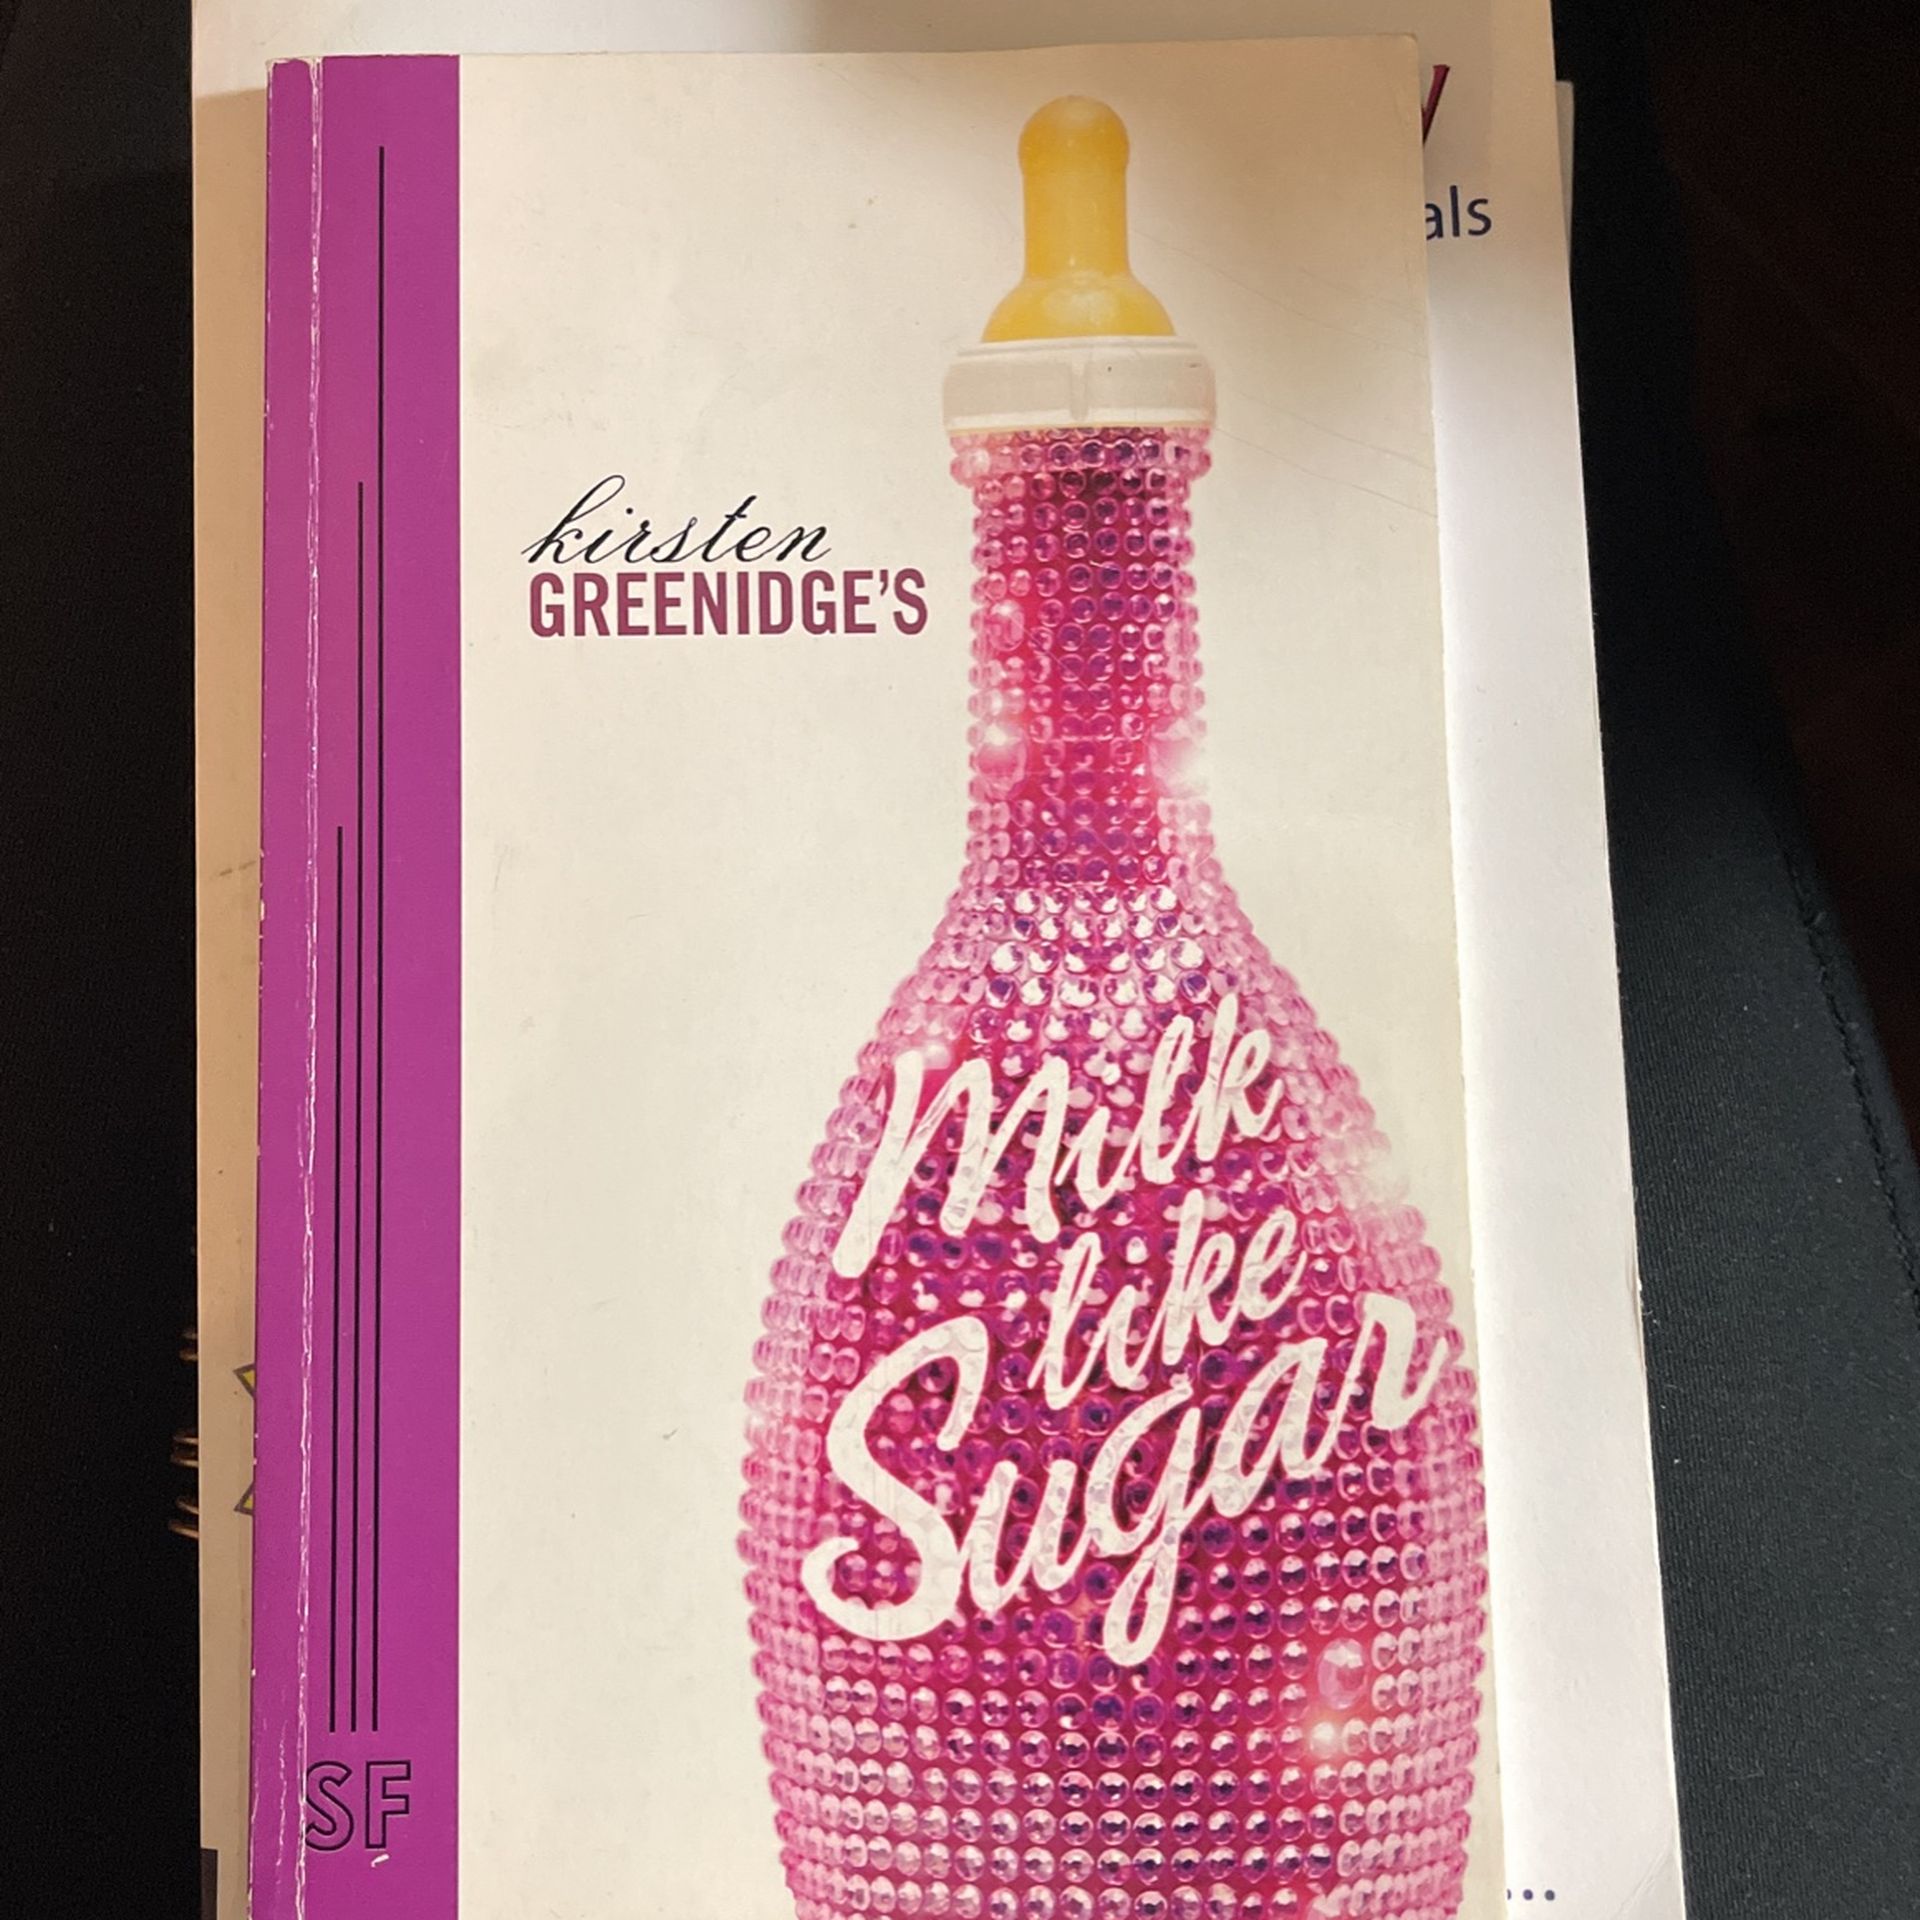 kirsten
GREENIDGE'S
Milk
like
Sugar
SF
als
...